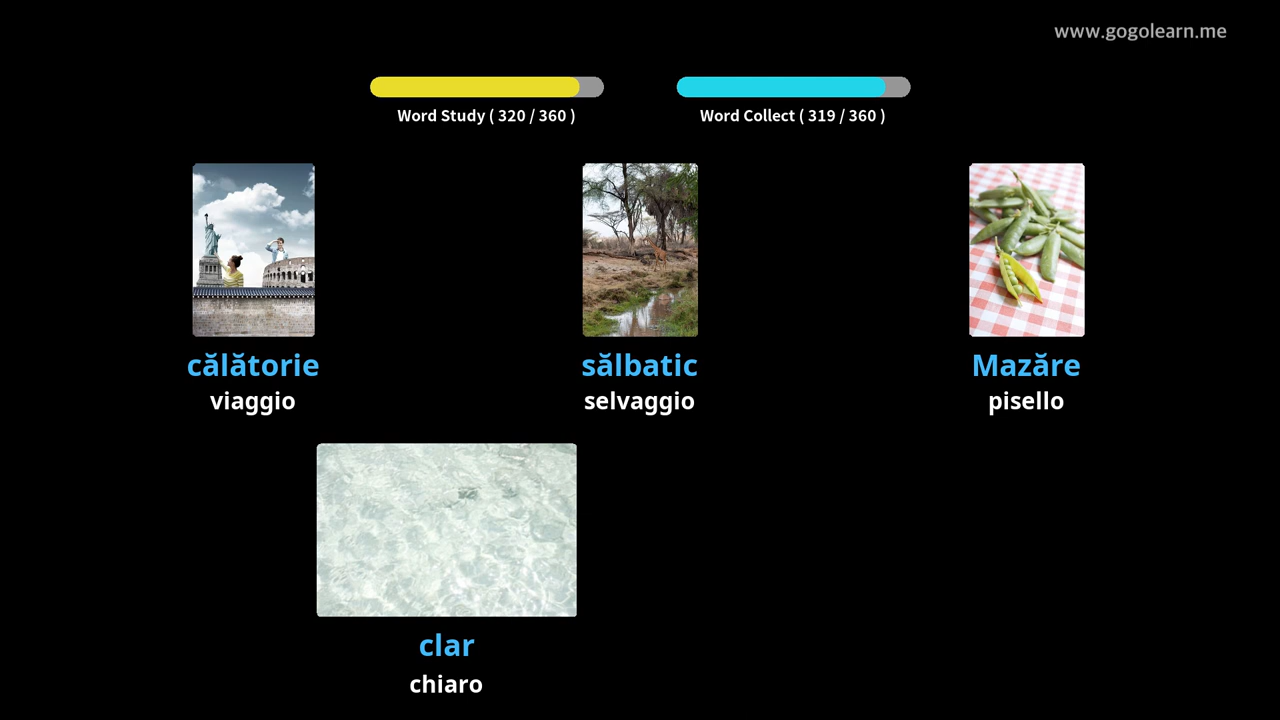 www.gogolearn.me
Word Study ( 320 / 360 )
Word Collect ( 319 / 360 )
călătorie
sălbatic
Mazăre
viaggio
selvaggio
pisello
clar
chiaro